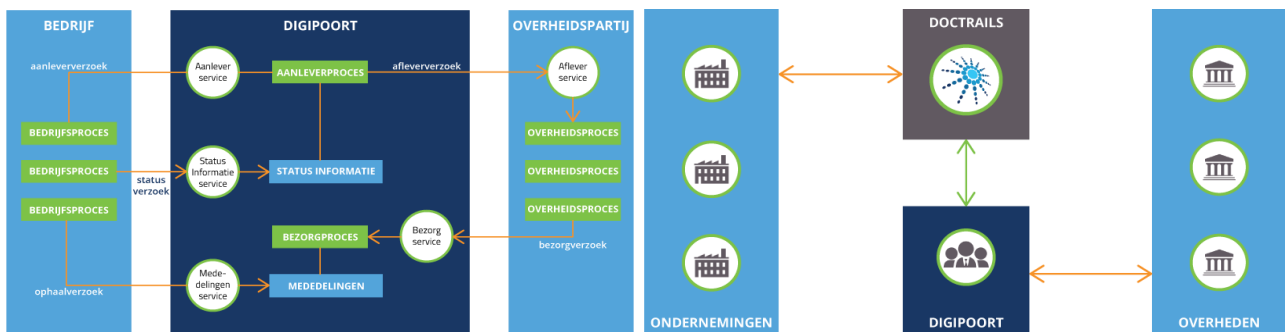 BEDRIJF
DIGIPOORT
OVERHEIDSPARTIJ
aanleververzoek
Aanlever
service
AANLEVERPROCES
afleververzoek
Aflever
service
BEDRIJFSPROCES
BEDRIJFSPROCES
BEDRIJFSPROCES
status
verzoek
Status
Informatie
service
STATUS INFORMATIE
OVERHEIDSPROCES
OVERHEIDSPROCES
OVERHEIDSPROCES
BEZORGPROCES
Bezorg
service
bezorgverzoek
ophaalverzoek
Mede-
delingen
service
MEDEDELINGEN
DOCTRAILS
ONDERNEMINGEN
DIGIPOORT
OVERHEDEN